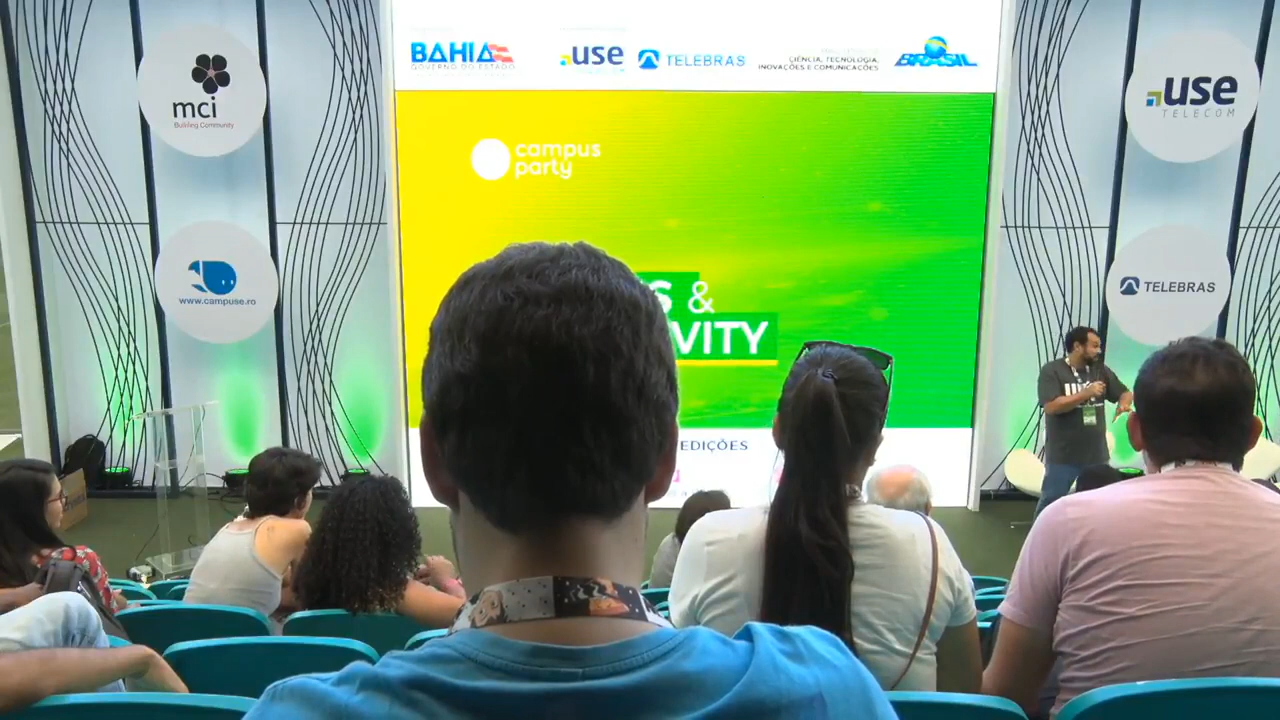 BAHIA
GOVERNO DO ESTADO
use
TELEBRAS
CIÊNCIA, TECNOLOGIA,
INOVAÇÕES E COMUNICAÇÕES
BRASIL
mci
Building Community
use
TELECOM
campus
party
S &
VITY
www.campuse.ro
TELEBRAS
EDIÇÕES